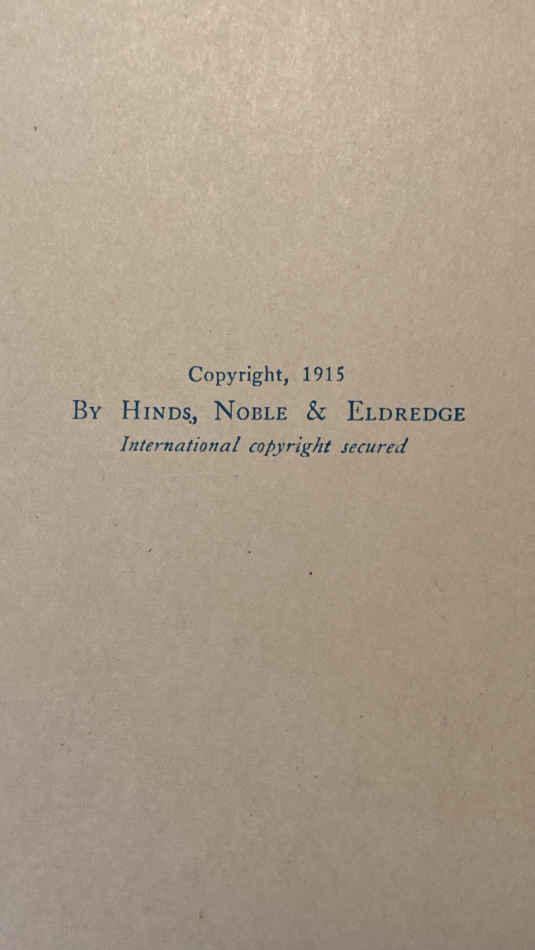 Copyright, 1915
By Hinds, Noble & Eldredge
International copyright secured